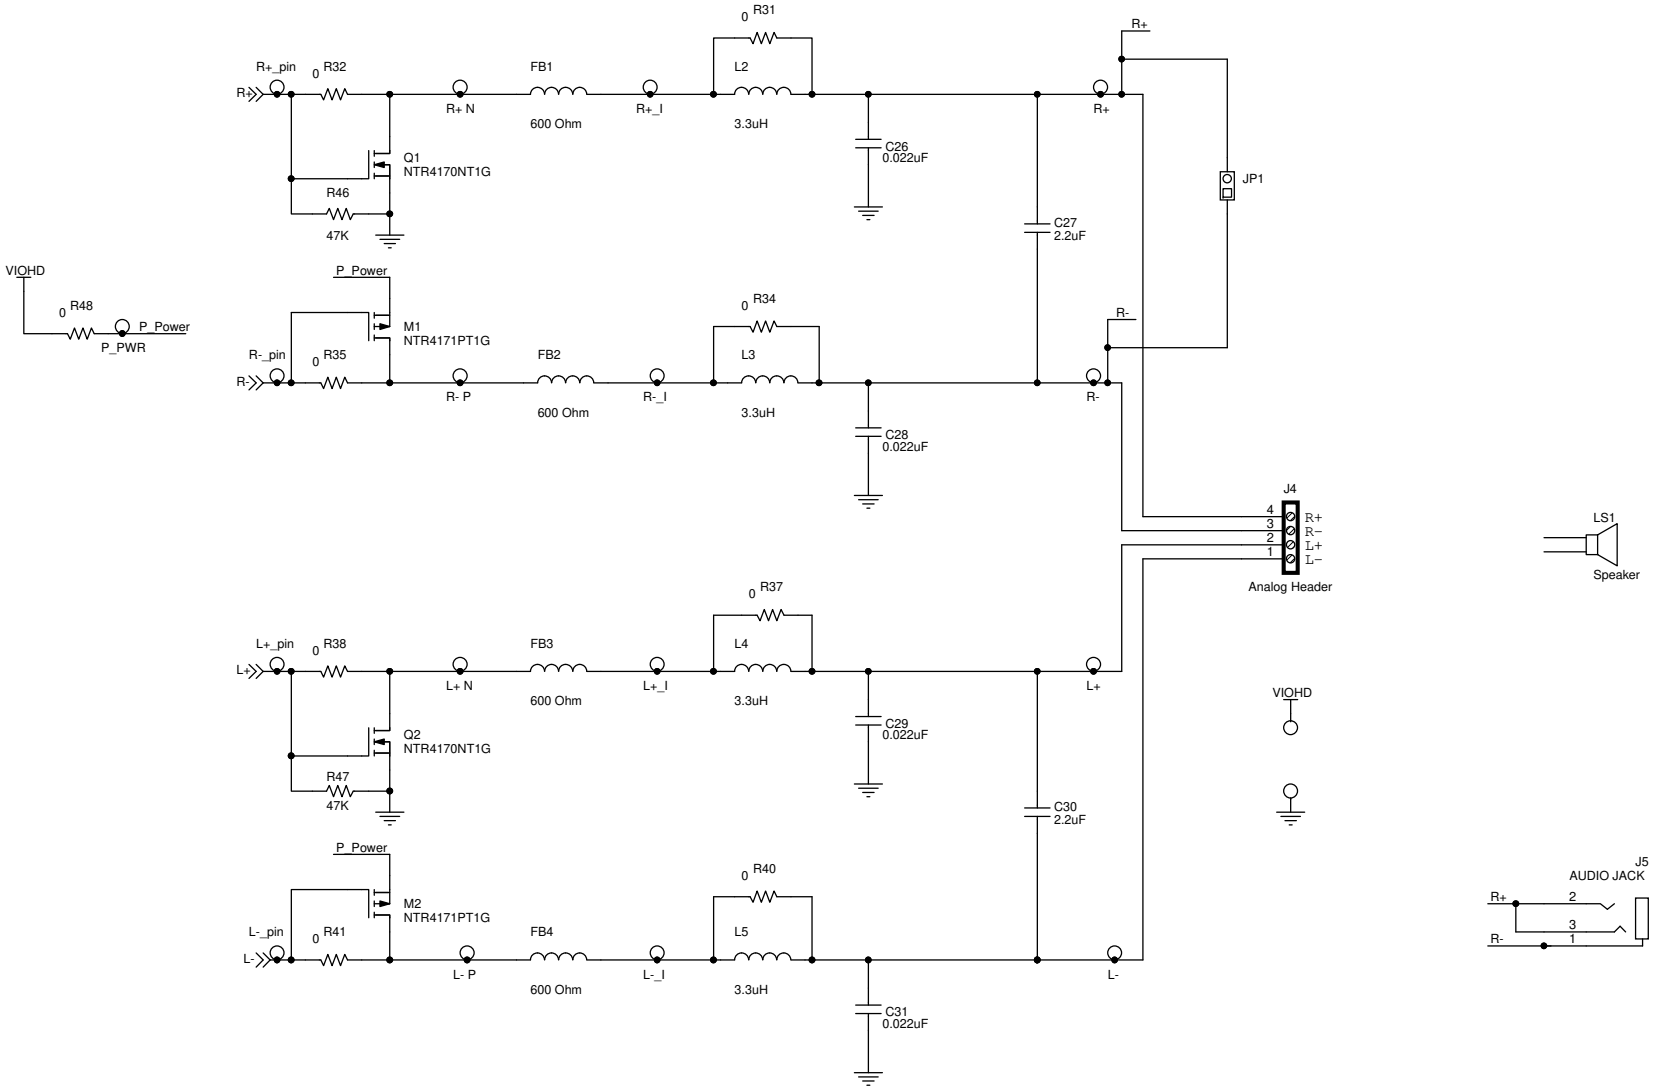 R31
0
R+
R+_pin
0 R32
FB1
L2
R+
R+ N
R+_I
R+
600 Ohm
3.3uH
C26
0.022uF
Q1
NTR4170NT1G
JP1
R46
47K
C27
2.2uF
VIOHD
P_Power
R48
0
P_Power
P_PWR
R34
0
R-
M1
NTR4171PT1G
R-_pin
0 R35
FB2
L3
R-
R- P
R-_I
R-
600 Ohm
3.3uH
C28
0.022uF
J4
4 R+
3 R-
2 L+
1 L-
Analog Header
LS1
Speaker
R37
0
L+_pin
0 R38
FB3
L4
L+
L+ N
L+_I
L+
600 Ohm
3.3uH
VIOHD
C29
0.022uF
Q2
NTR4170NT1G
R47
47K
C30
2.2uF
P_Power
R40
0
J5
AUDIO JACK
R+ 2
3
R- 1
M2
NTR4171PT1G
L-_pin
0 R41
FB4
L5
L-
L- P
L-_I
L-
600 Ohm
3.3uH
C31
0.022uF